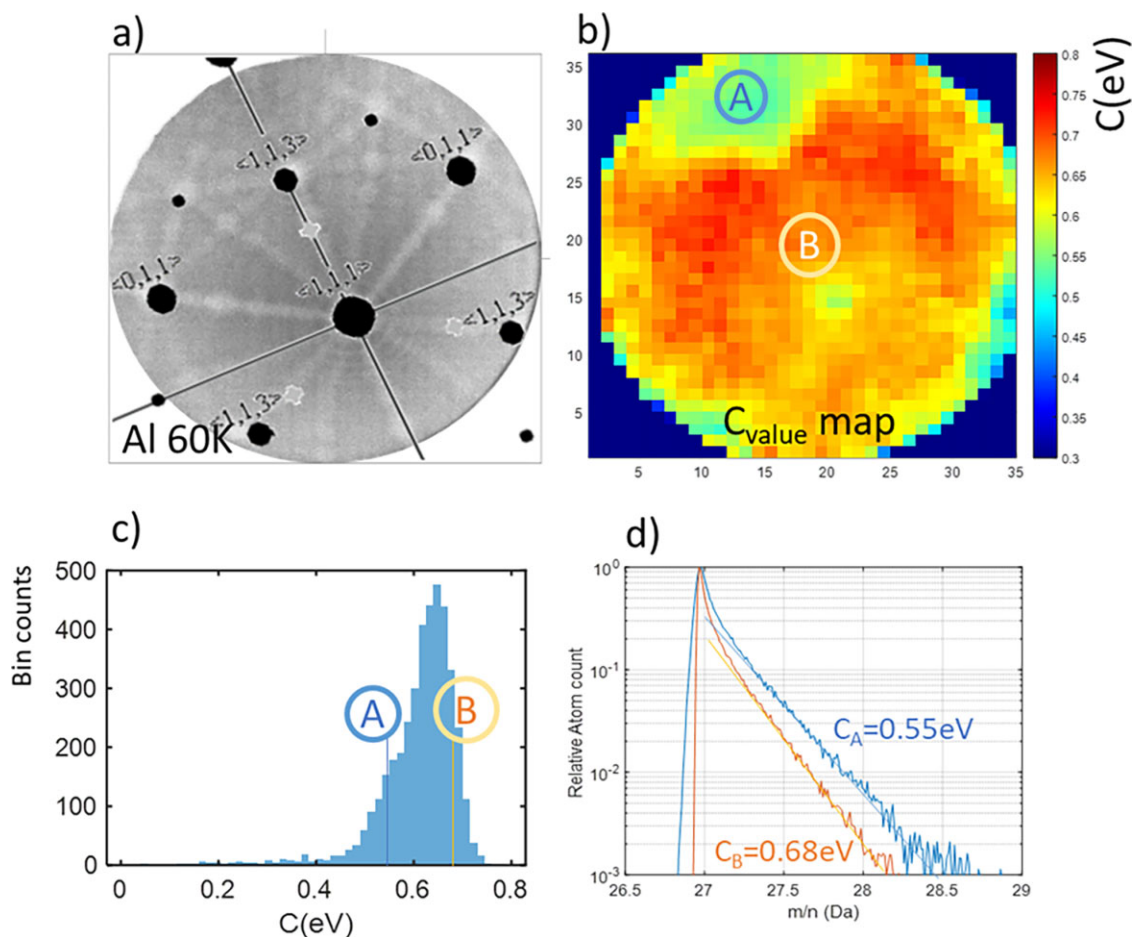 a)
<1,1,3>
<0,1,1>
<1,1,1>
<0,1,1>
<1,1,3>
<1,1,3>
Al 60K
b)
35
30
25
20
15
10
5
A
B
Cvalue map
5 10 15 20 25 30 35
0.8
0.75
0.7
0.65
0.6
0.55
0.5
0.45
0.4
0.35
0.3
C(eV)
c)
Bin counts
500
400
300
200
100
0
A
B
0 0.2 0.4 0.6 0.8
C(eV)
d)
Relative Atom count
10^0
10^-1
10^-2
10^-3
C_A=0.55eV
C_B=0.68eV
26.5 27 27.5 28 28.5 29
m/n (Da)